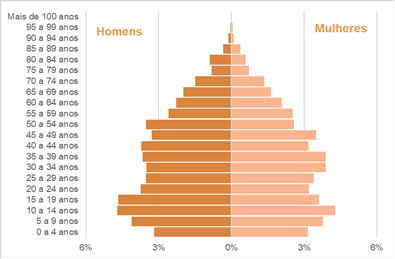 Mais de 100 anos
95 a 99 anos
90 a 94 anos
85 a 89 anos
80 a 84 anos
75 a 79 anos
70 a 74 anos
65 a 69 anos
60 a 64 anos
55 a 59 anos
50 a 54 anos
45 a 49 anos
40 a 44 anos
35 a 39 anos
30 a 34 anos
25 a 29 anos
20 a 24 anos
15 a 19 anos
10 a 14 anos
5 a 9 anos
0 a 4 anos
Homens
Mulheres
6% 3% 0% 3% 6%